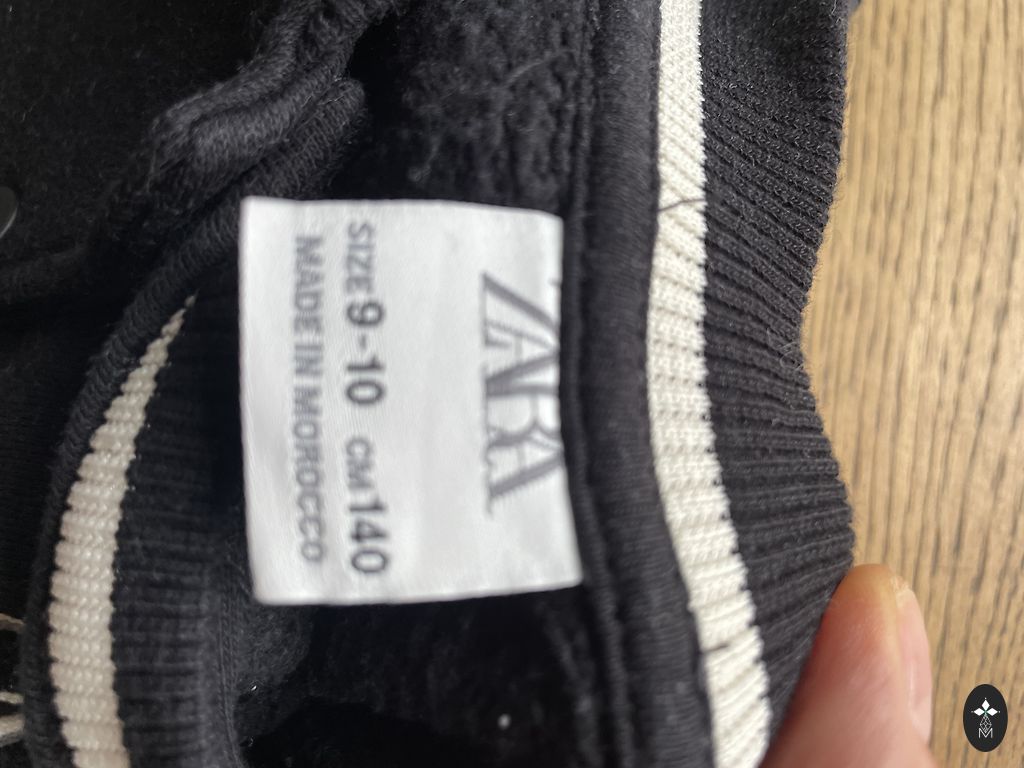 ZARA
SIZE 9-10 CM 140
MADE IN MOROCCO
M